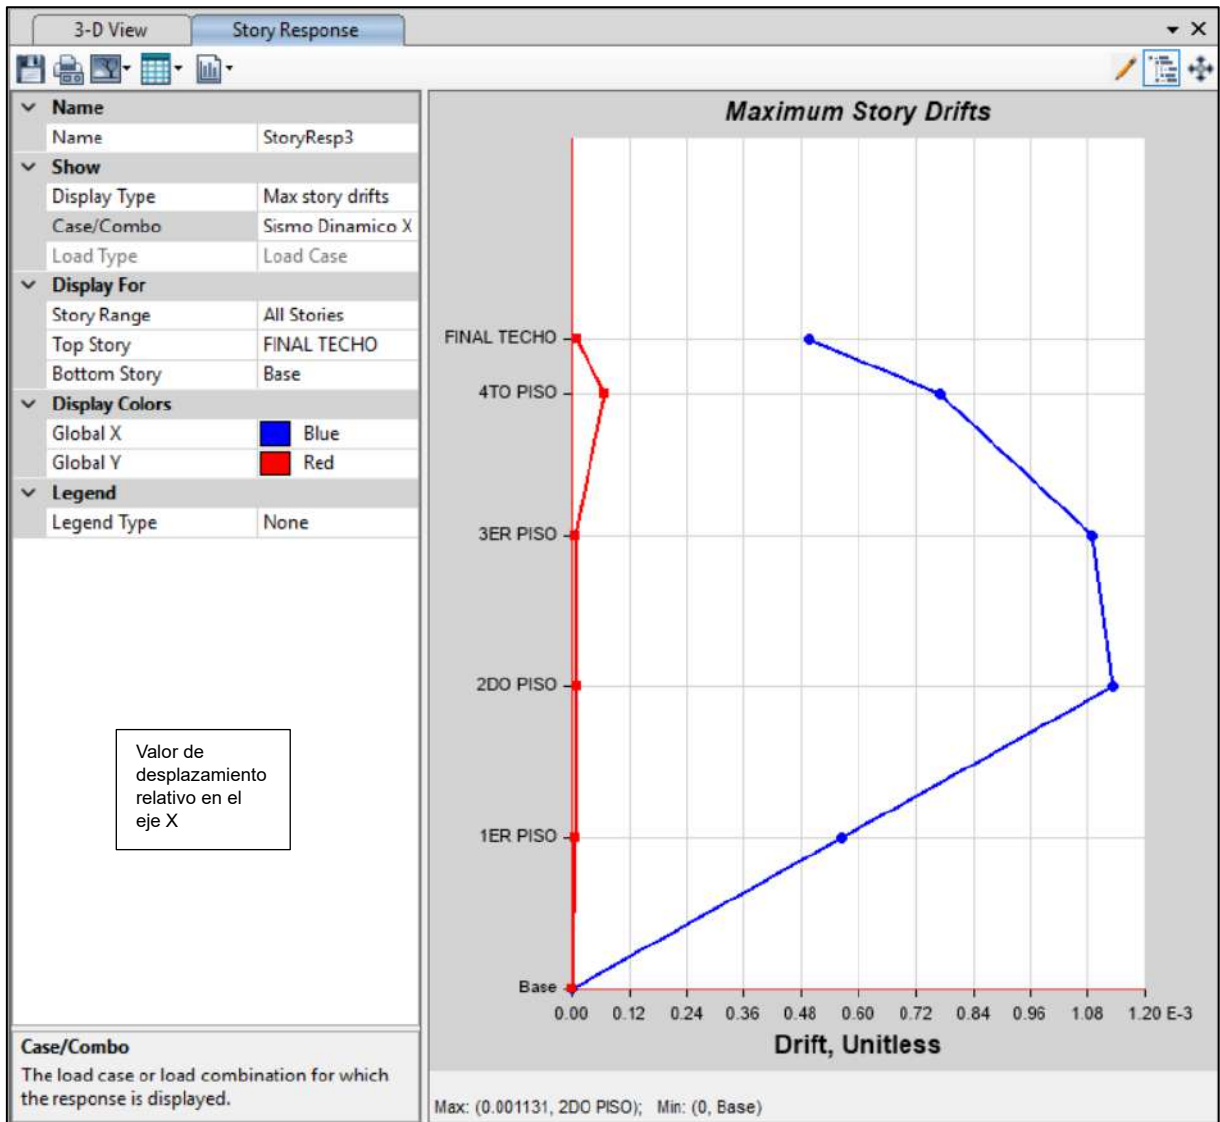 3-D View
Story Response
Name
Name StoryResp3
Show
Display Type Max story drifts
Case/Combo Sismo Dinamico X
Load Type Load Case
Display For
Story Range All Stories
Top Story FINAL TECHO
Bottom Story Base
Display Colors
Global X Blue
Global Y Red
Legend
Legend Type None
Valor de
desplazamiento
relativo en el
eje X
Case/Combo
The load case or load combination for which
the response is displayed.
Maximum Story Drifts
FINAL TECHO
4TO PISO
3ER PISO
2DO PISO
1ER PISO
Base
0.00 0.12 0.24 0.36 0.48 0.60 0.72 0.84 0.96 1.08 1.20 E-3
Drift, Unitless
Max: (0.001131, 2DO PISO); Min: (0, Base)